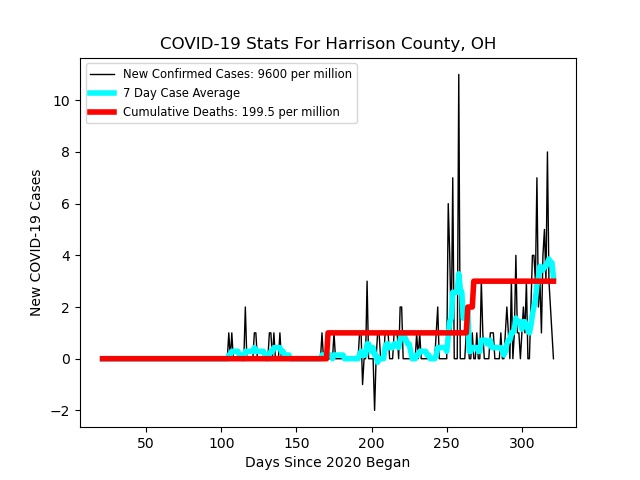 COVID-19 Stats For Harrison County, OH
New Confirmed Cases: 9600 per million
7 Day Case Average
Cumulative Deaths: 199.5 per million
New COVID-19 Cases
10
8
6
4
2
0
−2
50 100 150 200 250 300
Days Since 2020 Began